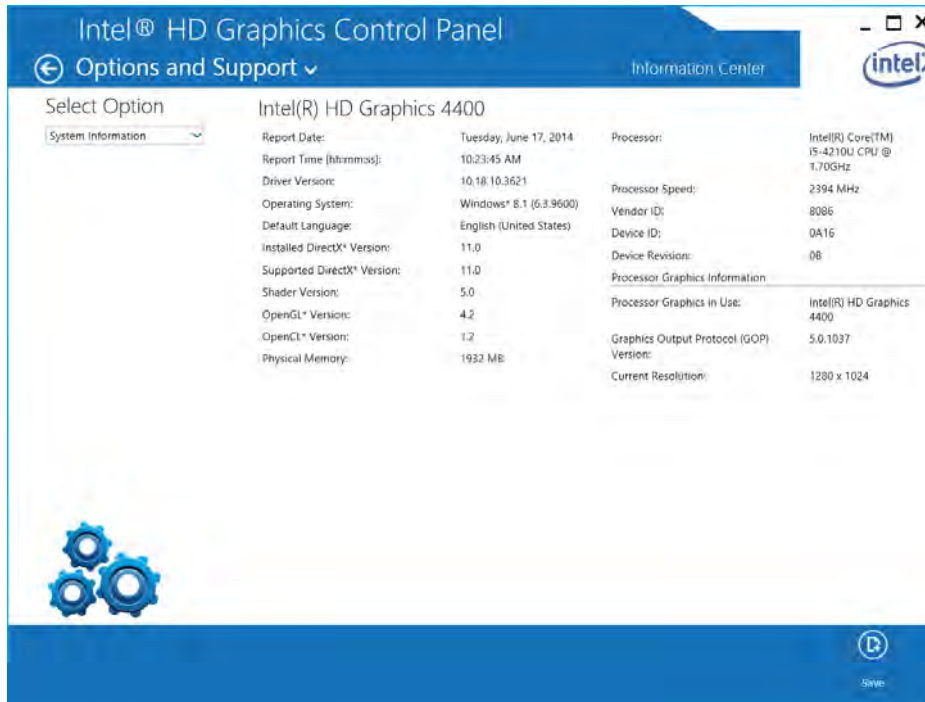 Intel® HD Graphics Control Panel
Options and Support
Information Center
intel
Select Option
System Information
Intel(R) HD Graphics 4400
Report Date: Tuesday, June 17, 2014
Report Time (hh:mm:ss): 10:23:45 AM
Driver Version: 10.18.10.3621
Operating System: Windows* 8.1 (6.3.9600)
Default Language: English (United States)
Installed DirectX* Version: 11.0
Supported DirectX* Version: 11.0
Shader Version: 5.0
OpenGL* Version: 4.2
OpenCL* Version: 1.2
Physical Memory: 1932 MB
Processor: Intel(R) Core(TM)
i5-4210U CPU @
1.70GHz
Processor Speed: 2394 MHz
Vendor ID: 8086
Device ID: 0A16
Device Revision: 0B
Processor Graphics Information
Processor Graphics in Use: Intel(R) HD Graphics
4400
Graphics Output Protocol (GOP) 5.0.1037
Version:
Current Resolution: 1280 x 1024
Save